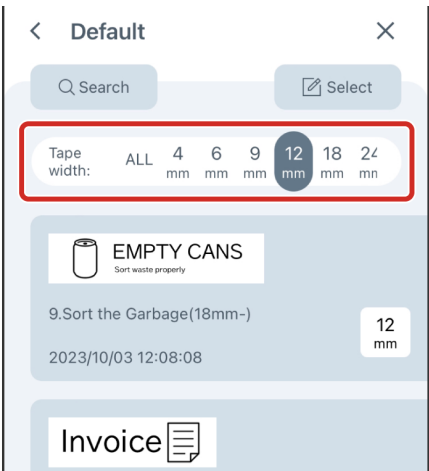 Default
Search
Select
Tape width:
ALL
4 mm
6 mm
9 mm
12 mm
18 mm
24
EMPTY CANS
Sort waste properly
9.Sort the Garbage(18mm-)
12 mm
2023/10/03 12:08:08
Invoice